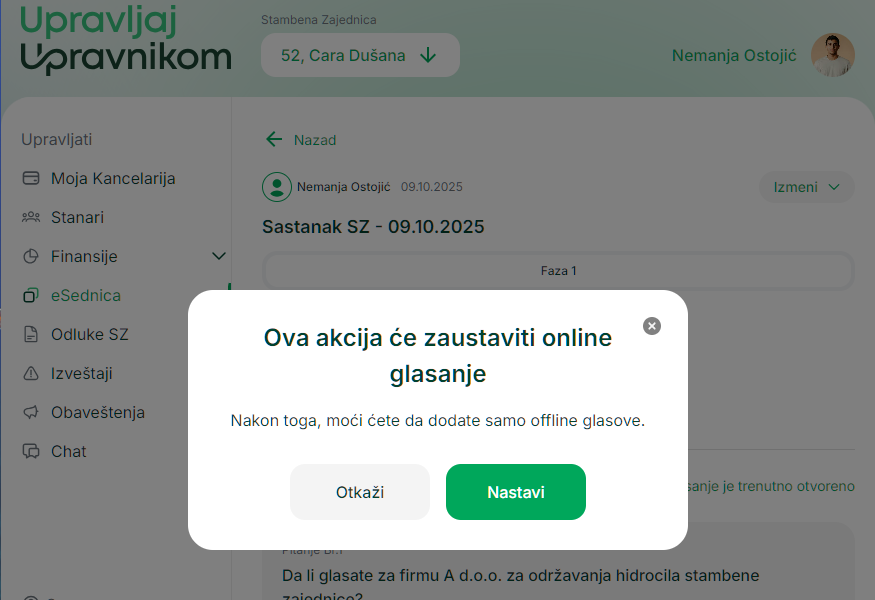 Upravljaj
Upravnikom
Stambena Zajednica
52, Cara Dušana
Nemanja Ostojić
Upravljati
Moja Kancelarija
Stanari
Finansije
eSednica
Odluke SZ
Izveštaji
Obaveštenja
Chat
Nazad
Nemanja Ostojić 09.10.2025
Izmeni
Sastanak SZ - 09.10.2025
Faza 1
Ova akcija će zaustaviti online
glasanje
Nakon toga, moći ćete da dodate samo offline glasove.
Otkaži
Nastavi
je trenutno otvoreno
Pitanje br.1
Da li glasate za firmu A d.o.o. za održavanja hidrocila stambene
zajednice?